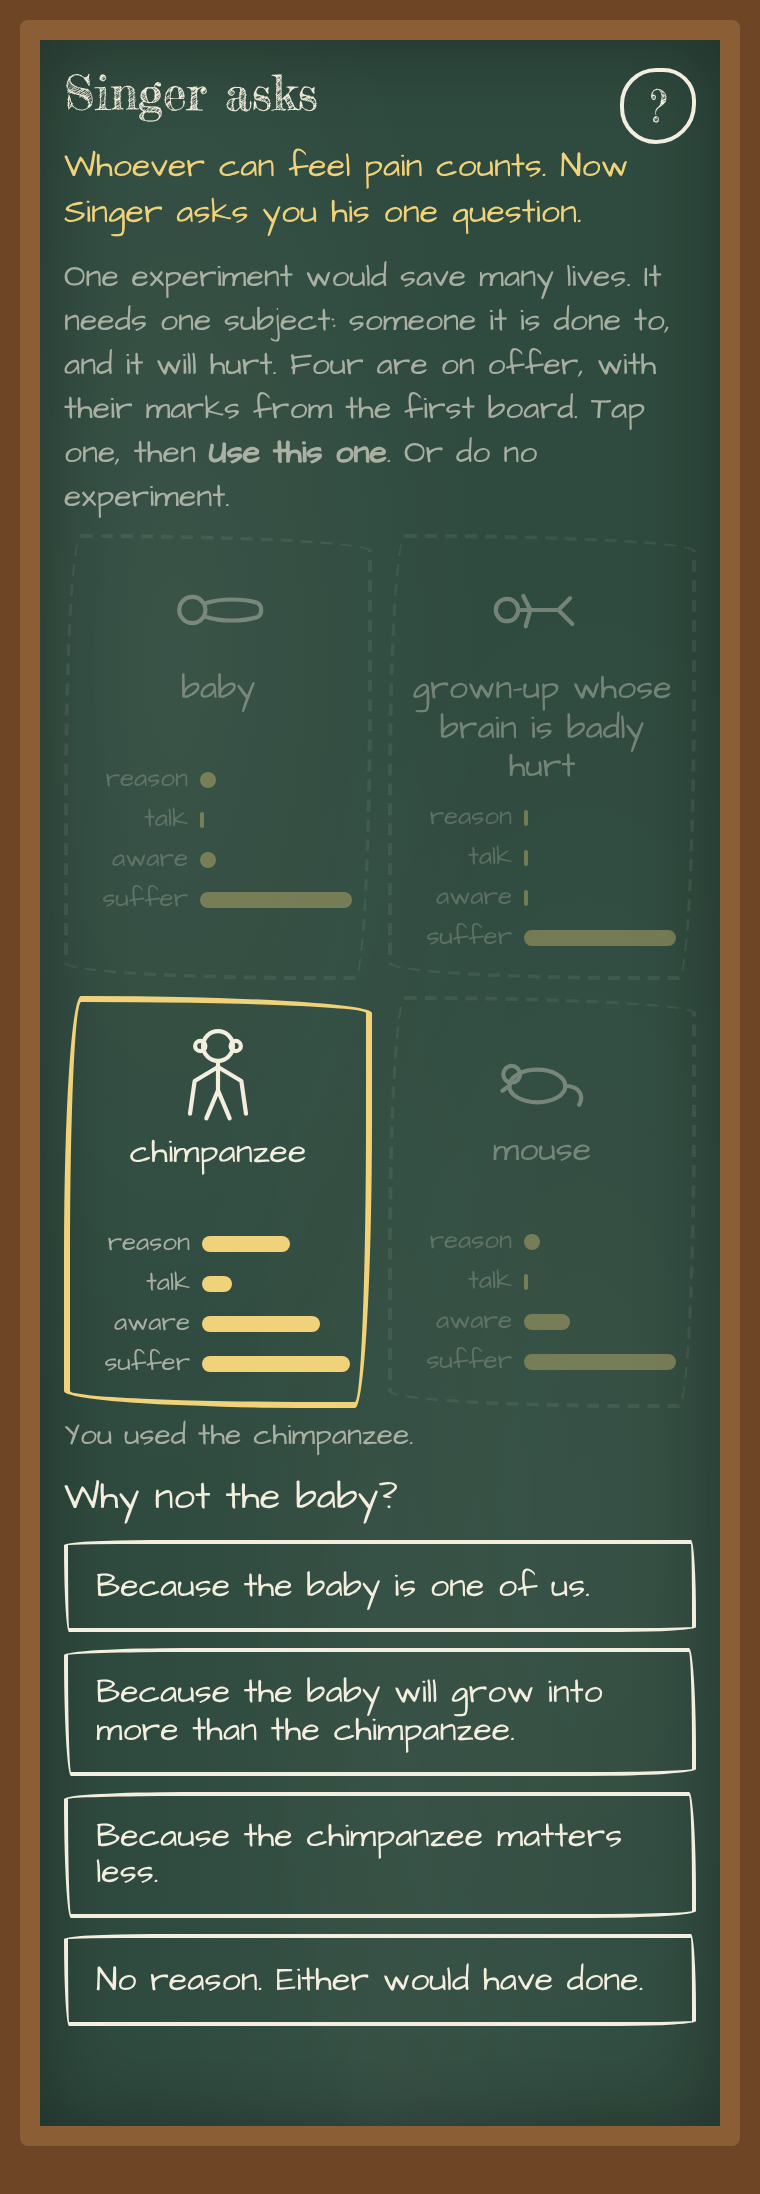 Singer asks
?
Whoever can feel pain counts. Now
Singer asks you his one question.
One experiment would save many lives. It
needs one subject: someone it is done to,
and it will hurt. Four are on offer, with
their marks from the first board. Tap
one, then Use this one. Or do no
experiment.
baby
reason
talk
aware
suffer
grown-up whose
brain is badly
hurt
reason
talk
aware
suffer
chimpanzee
reason
talk
aware
suffer
mouse
reason
talk
aware
suffer
You used the chimpanzee.
Why not the baby?
Because the baby is one of us.
Because the baby will grow into
more than the chimpanzee.
Because the chimpanzee matters
less.
No reason. Either would have done.